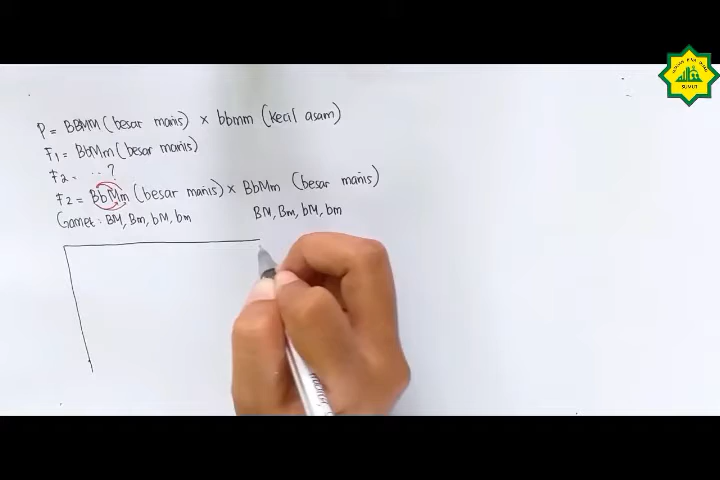 P = BBMM (besar manis) × bbmm (kecil asam)
F1 = BbMm (besar manis)
F2 = ... ?
F2 = BbMm (besar manis) × BbMm (besar manis)
Gamet : BM, Bm, bM, bm BM, Bm, bM, bm
SUMUT